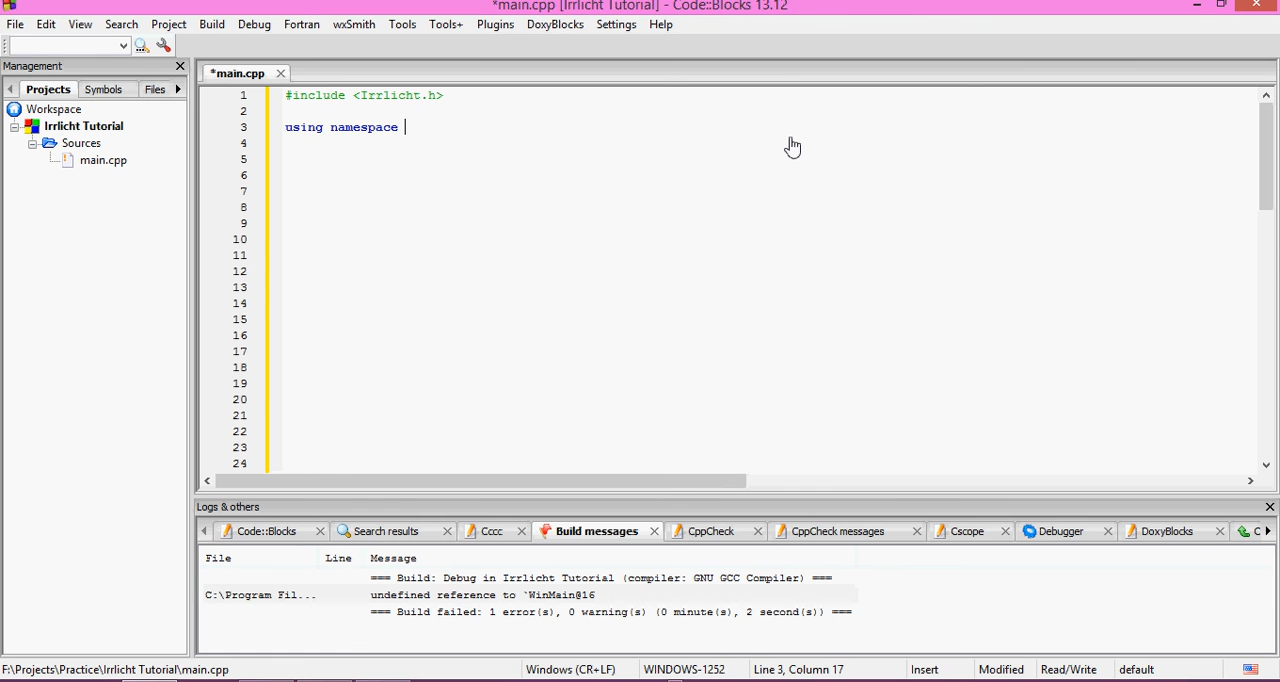 *main.cpp [Irrlicht Tutorial] - Code::Blocks 13.12
File Edit View Search Project Build Debug Fortran wxSmith Tools Tools+ Plugins DoxyBlocks Settings Help
Management
Projects Symbols Files
Workspace
Irrlicht Tutorial
Sources
main.cpp
*main.cpp
1 #include <Irrlicht.h>
2
3 using namespace
4
5
6
7
8
9
10
11
12
13
14
15
16
17
18
19
20
21
22
23
24
Logs & others
Code::Blocks Search results Cccc Build messages CppCheck CppCheck messages Cscope Debugger DoxyBlocks C
File Line Message
=== Build: Debug in Irrlicht Tutorial (compiler: GNU GCC Compiler) ===
C:\Program Fil... undefined reference to `WinMain@16
=== Build failed: 1 error(s), 0 warning(s) (0 minute(s), 2 second(s)) ===
F:\Projects\Practice\Irrlicht Tutorial\main.cpp Windows (CR+LF) WINDOWS-1252 Line 3, Column 17 Insert Modified Read/Write default